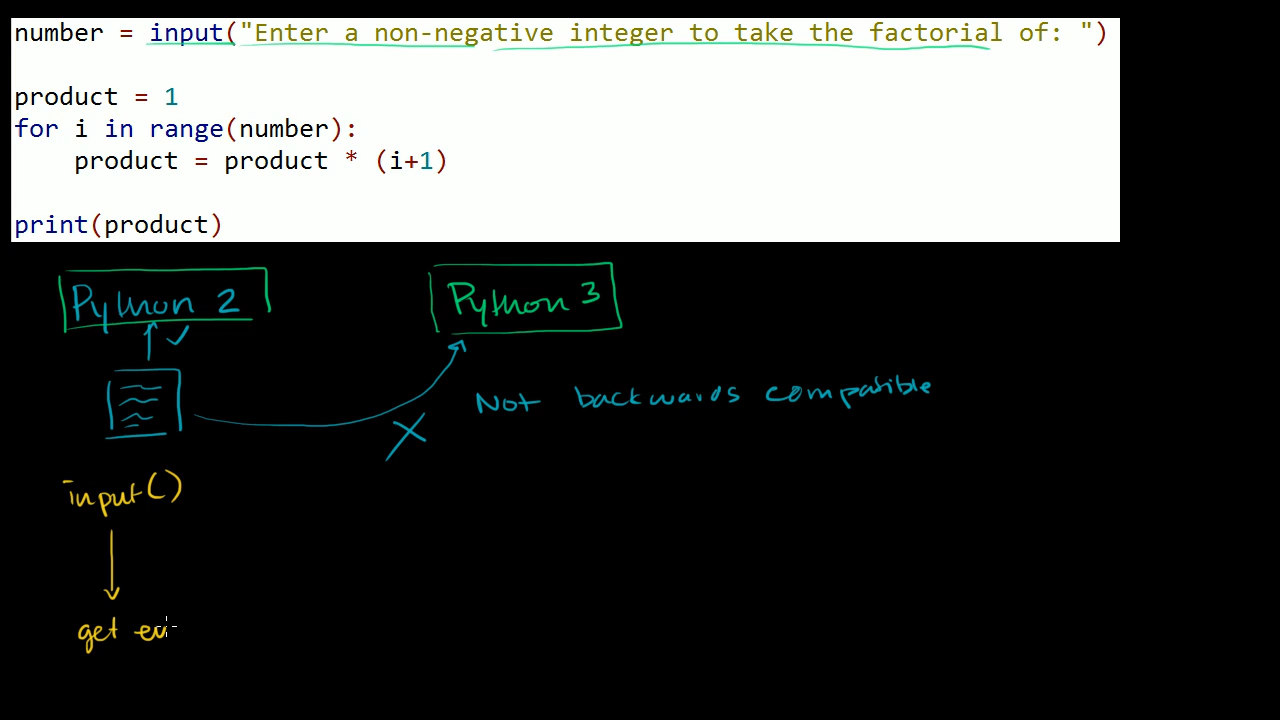 number = input("Enter a non-negative integer to take the factorial of: ")
product = 1
for i in range(number):
    product = product * (i+1)
print(product)
Python 2
Python 3
Not backwards compatible
input()
get ev